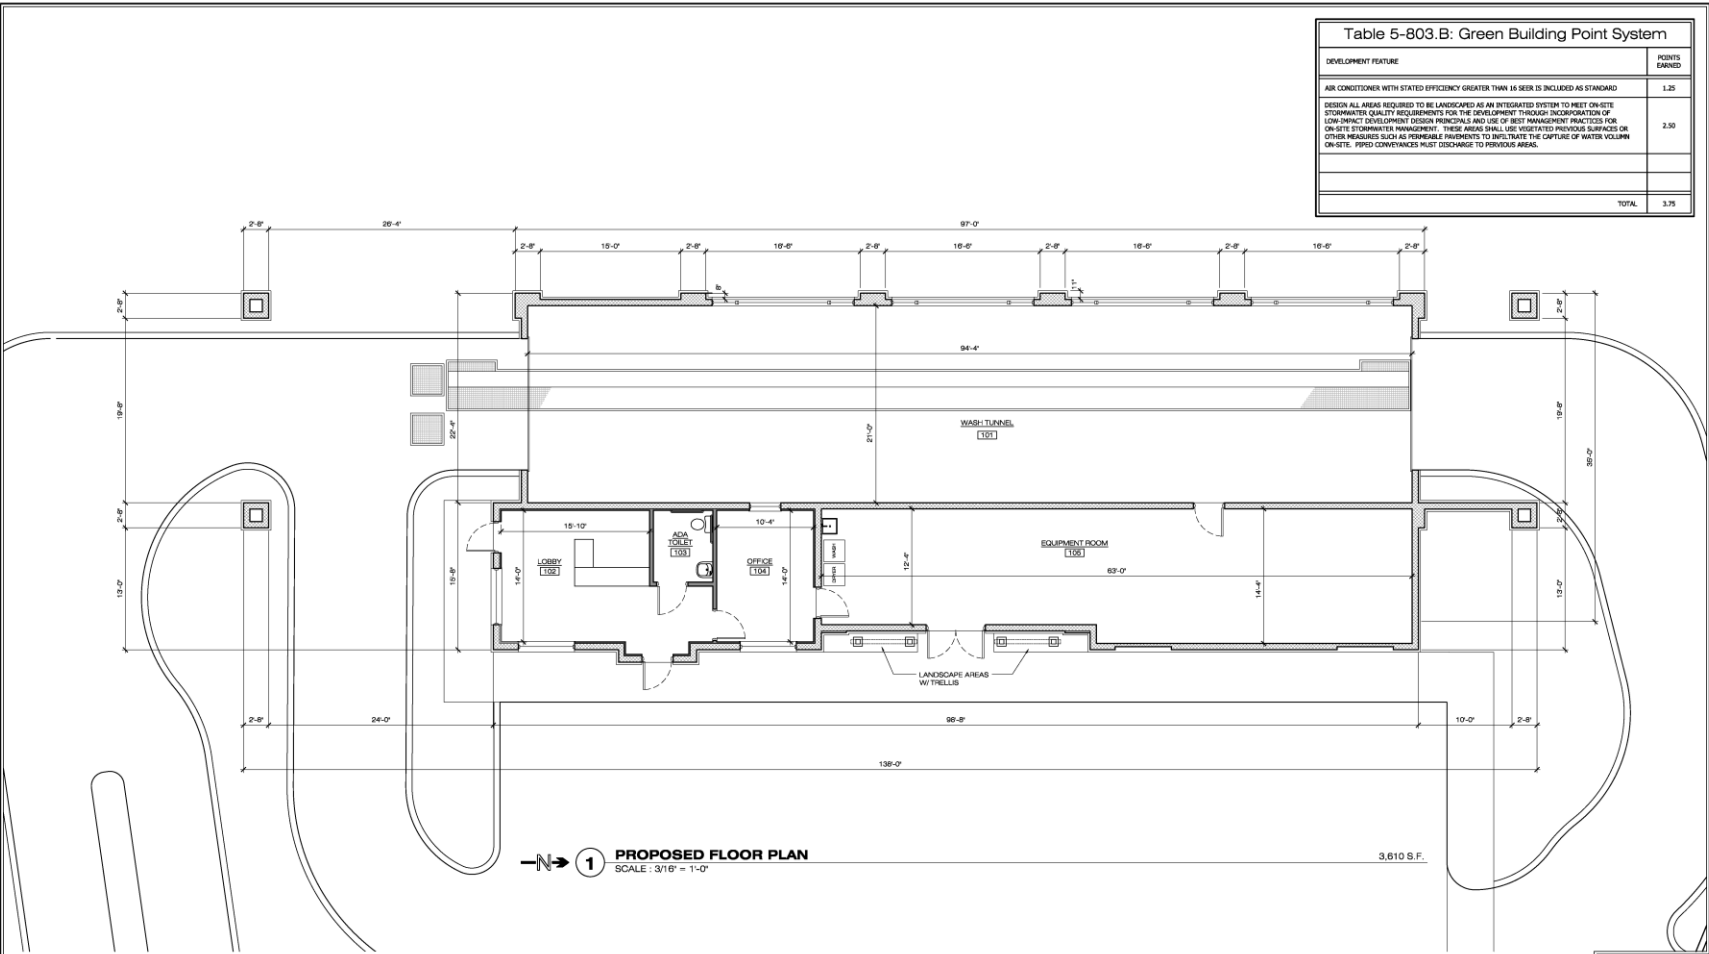 Table 5-803.B: Green Building Point System
DEVELOPMENT FEATURE
POINTS
EARNED
AIR CONDITIONER WITH STATED EFFICIENCY GREATER THAN 16 SEER IS INCLUDED AS STANDARD
1.25
DESIGN ALL AREAS REQUIRED TO BE LANDSCAPED AS AN INTEGRATED SYSTEM TO MEET ON-SITE
STORMWATER QUALITY REQUIREMENTS FOR THE DEVELOPMENT THROUGH INCORPORATION OF
LOW-IMPACT DEVELOPMENT DESIGN PRINCIPALS AND USE OF BEST MANAGEMENT PRACTICES FOR
ON-SITE STORMWATER MANAGEMENT. THESE AREAS SHALL USE VEGETATED PREVIOUS SURFACES OR
OTHER MEASURES SUCH AS PERMEABLE PAVEMENTS TO INFILTRATE THE CAPTURE OF WATER VOLUMN
ON-SITE. PIPED CONVEYANCES MUST DISCHARGE TO PERVIOUS AREAS.
2.50
TOTAL
3.75
2'-8"
26'-4"
97'-0"
2'-8"
15'-0"
2'-8"
16'-6"
2'-8"
16'-6"
2'-8"
16'-6"
2'-8"
16'-6"
2'-8"
8"
11"
2'-8"
2'-8"
94'-4"
19'-8"
22'-4"
21'-0"
WASH TUNNEL
101
19'-8"
36'-0"
2'-8"
2'-8"
15'-10"
10'-4"
ADA
TOILET
103
LOBBY
102
OFFICE
104
WASH
DRYER
EQUIPMENT ROOM
105
12'-4"
63'-0"
13'-0"
15'-8"
14'-0"
14'-0"
14'-4"
13'-0"
LANDSCAPE AREAS
W/ TRELLIS
2'-8"
24'-0"
98'-8"
10'-0"
2'-8"
138'-0"
N
1
PROPOSED FLOOR PLAN
3,610 S.F.
SCALE : 3/16" = 1'-0"